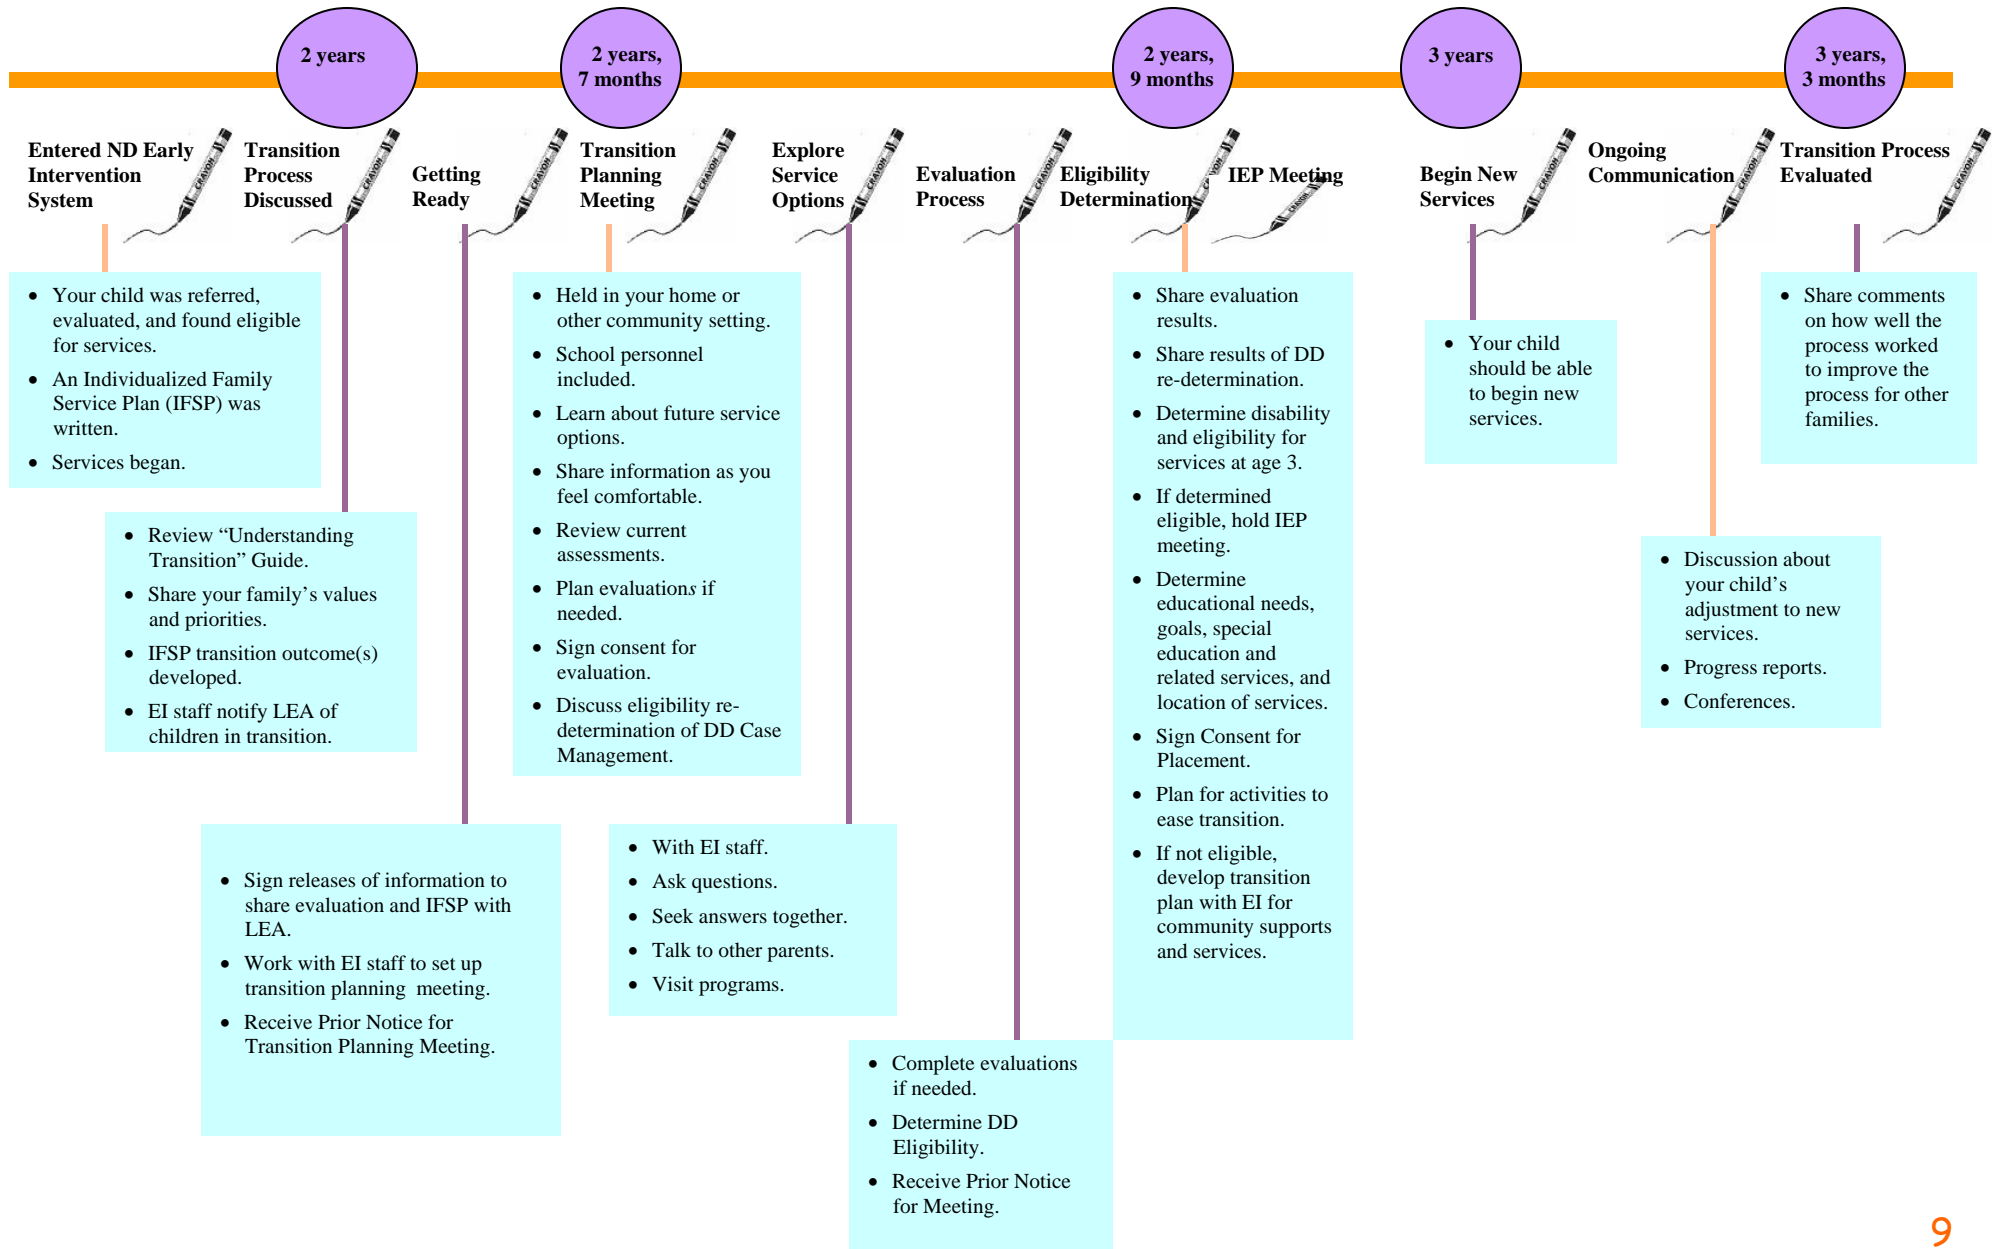 2 years
2 years,
7 months
2 years,
9 months
3 years
3 years,
3 months
Entered ND Early
Intervention
System
Transition
Process
Discussed
Getting
Ready
Transition
Planning
Meeting
Explore
Service
Options
Evaluation
Process
Eligibility
Determination
IEP Meeting
Begin New
Services
Ongoing
Communication
Transition Process
Evaluated
CRAYON
CRAYON
CRAYON
CRAYON
CRAYON
CRAYON
CRAYON
CRAYON
CRAYON
CRAYON
CRAYON
• Your child was referred,
evaluated, and found eligible
for services.
• An Individualized Family
Service Plan (IFSP) was
written.
• Services began.
• Review “Understanding
Transition” Guide.
• Share your family’s values
and priorities.
• IFSP transition outcome(s)
developed.
• EI staff notify LEA of
children in transition.
• Sign releases of information to
share evaluation and IFSP with
LEA.
• Work with EI staff to set up
transition planning meeting.
• Receive Prior Notice for
Transition Planning Meeting.
• Held in your home or
other community setting.
• School personnel
included.
• Learn about future service
options.
• Share information as you
feel comfortable.
• Review current
assessments.
• Plan evaluations if
needed.
• Sign consent for
evaluation.
• Discuss eligibility re-
determination of DD Case
Management.
• With EI staff.
• Ask questions.
• Seek answers together.
• Talk to other parents.
• Visit programs.
• Complete evaluations
if needed.
• Determine DD
Eligibility.
• Receive Prior Notice
for Meeting.
• Share evaluation
results.
• Share results of DD
re-determination.
• Determine disability
and eligibility for
services at age 3.
• If determined
eligible, hold IEP
meeting.
• Determine
educational needs,
goals, special
education and
related services, and
location of services.
• Sign Consent for
Placement.
• Plan for activities to
ease transition.
• If not eligible,
develop transition
plan with EI for
community supports
and services.
• Your child
should be able
to begin new
services.
• Discussion about
your child’s
adjustment to new
services.
• Progress reports.
• Conferences.
• Share comments
on how well the
process worked
to improve the
process for other
families.
9